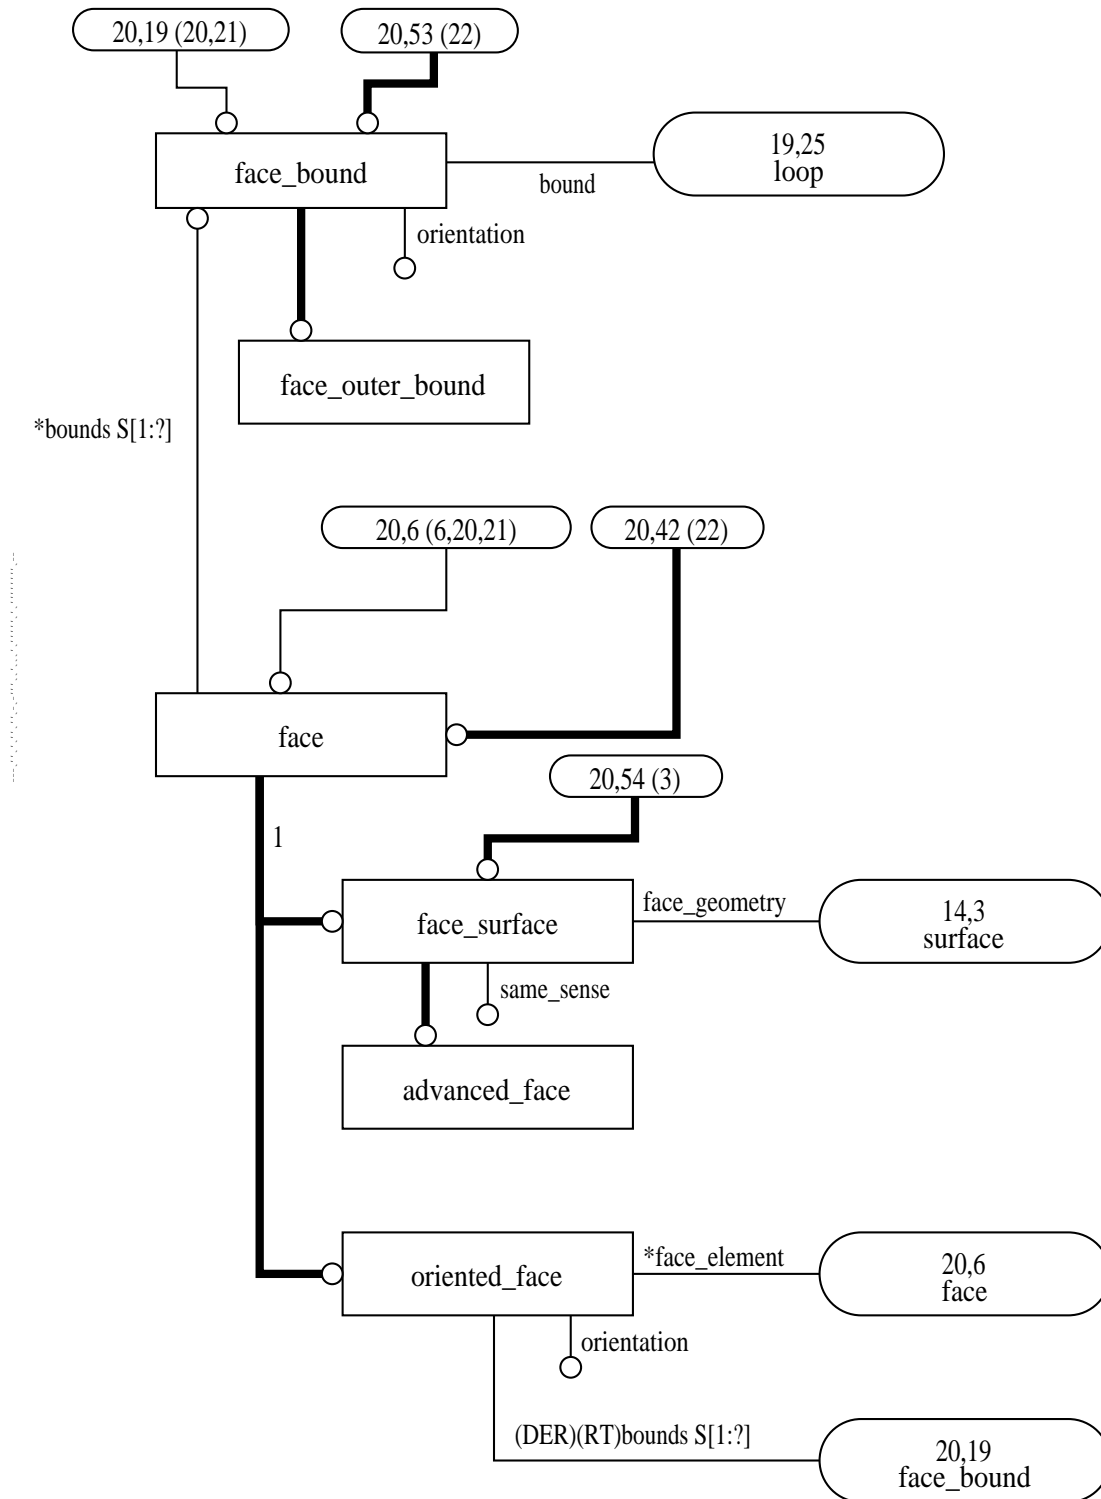 20,19 (20,21)
20,53 (22)
face_bound
bound
19,25
loop
orientation
face_outer_bound
*bounds S[1:?]
20,6 (6,20,21)
20,42 (22)
face
20,54 (3)
1
face_surface
face_geometry
14,3
surface
same_sense
advanced_face
oriented_face
*face_element
20,6
face
orientation
(DER)(RT)bounds S[1:?]
20,19
face_bound